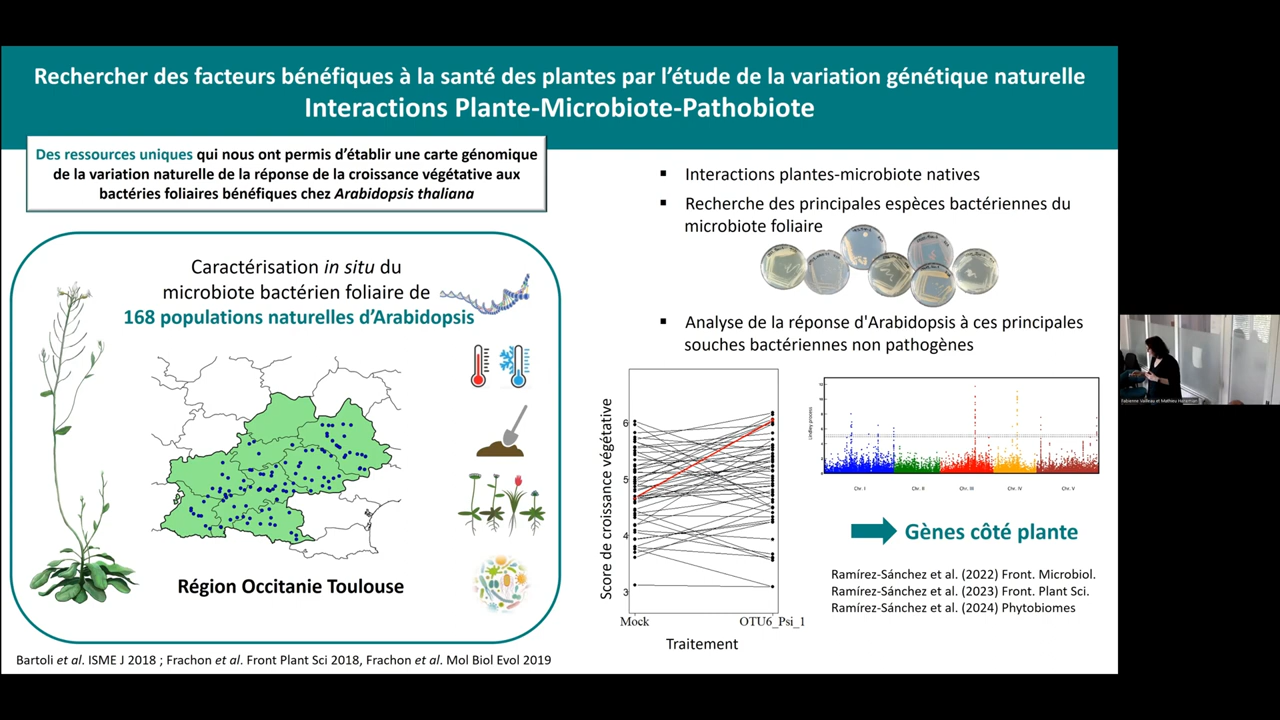 Rechercher des facteurs bénéfiques à la santé des plantes par l'étude de la variation génétique naturelle
Interactions Plante-Microbiote-Pathobiote
Des ressources uniques qui nous ont permis d'établir une carte génomique
de la variation naturelle de la réponse de la croissance végétative aux
bactéries foliaires bénéfiques chez Arabidopsis thaliana
Caractérisation in situ du
microbiote bactérien foliaire de
168 populations naturelles d'Arabidopsis
Région Occitanie Toulouse
Bartoli et al. ISME J 2018 ; Frachon et al. Front Plant Sci 2018, Frachon et al. Mol Biol Evol 2019
▪ Interactions plantes-microbiote natives
▪ Recherche des principales espèces bactériennes du
microbiote foliaire
▪ Analyse de la réponse d'Arabidopsis à ces principales
souches bactériennes non pathogènes
Score de croissance végétative
6
5
4
3
Mock
OTU6_Psi_1
Traitement
Lindley process
Chr. I
Chr. II
Chr. III
Chr. IV
Chr. V
Gènes côté plante
Ramírez-Sánchez et al. (2022) Front. Microbiol.
Ramírez-Sánchez et al. (2023) Front. Plant Sci.
Ramírez-Sánchez et al. (2024) Phytobiomes